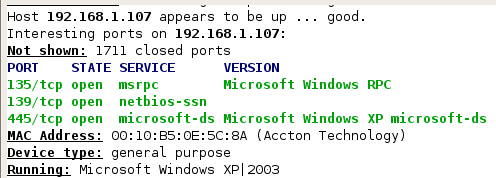 Host 192.168.1.107 appears to be up ... good.
Interesting ports on 192.168.1.107:
Not shown: 1711 closed ports
PORT STATE SERVICE VERSION
135/tcp open msrpc Microsoft Windows RPC
139/tcp open netbios-ssn
445/tcp open microsoft-ds Microsoft Windows XP microsoft-ds
MAC Address: 00:10:B5:0E:5C:8A (Accton Technology)
Device type: general purpose
Running: Microsoft Windows XP|2003